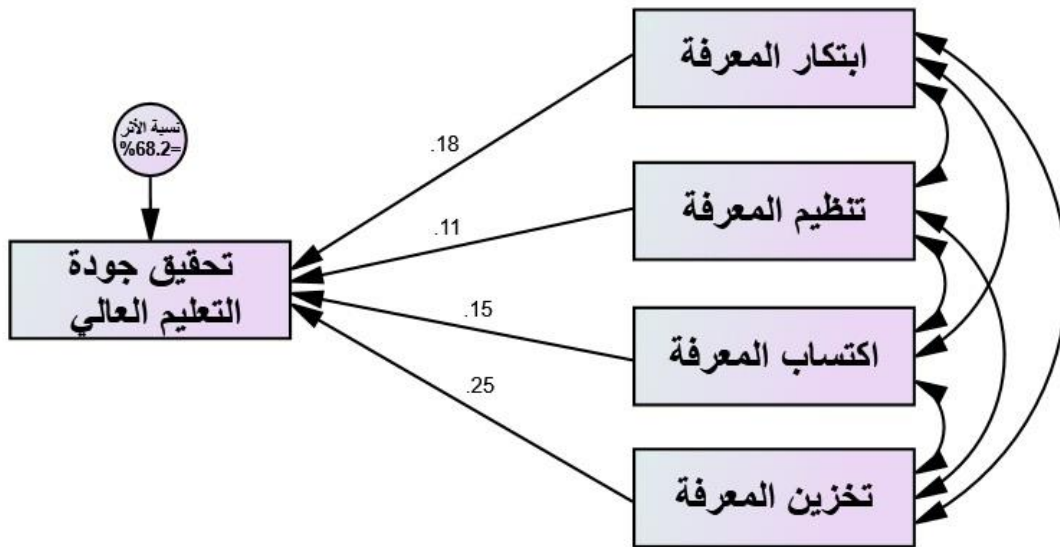 ابتكار المعرفة
نسبة الأثر
=68.2%
.18
تنظيم المعرفة
.11
تحقيق جودة
التعليم العالي
.15
اكتساب المعرفة
.25
تخزين المعرفة